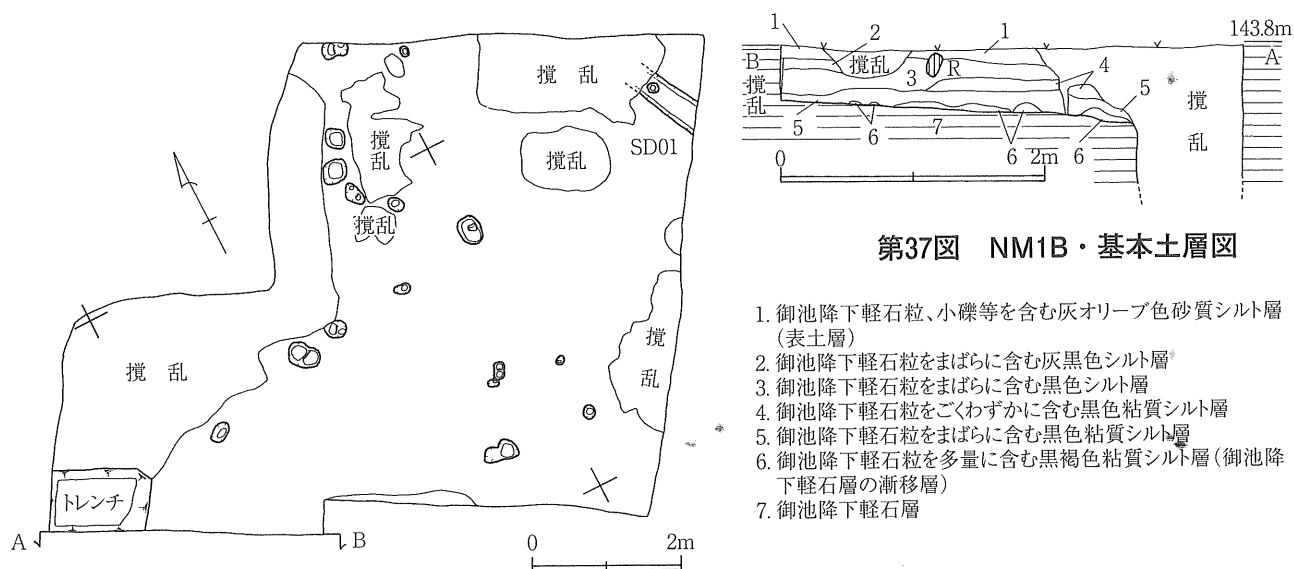 撹 乱
撹
乱
撹乱
SD01
撹乱
撹
乱
撹 乱
トレンチ
A
B
0
2m
1
2
1
143.8m
B
撹乱
3
R
4
A
撹
乱
5
撹
乱
5
6
7
6
6
0
2m
第37図 NM1B・基本土層図
1. 御池降下軽石粒、小礫等を含む灰オリーブ色砂質シルト層
(表土層)
2. 御池降下軽石粒をまばらに含む灰黒色シルト層
3. 御池降下軽石粒をまばらに含む黒色シルト層
4. 御池降下軽石粒をごくわずかに含む黒色粘質シルト層
5. 御池降下軽石粒をまばらに含む黒色粘質シルト層
6. 御池降下軽石粒を多量に含む黒褐色粘質シルト層(御池降
下軽石層の漸移層)
7. 御池降下軽石層